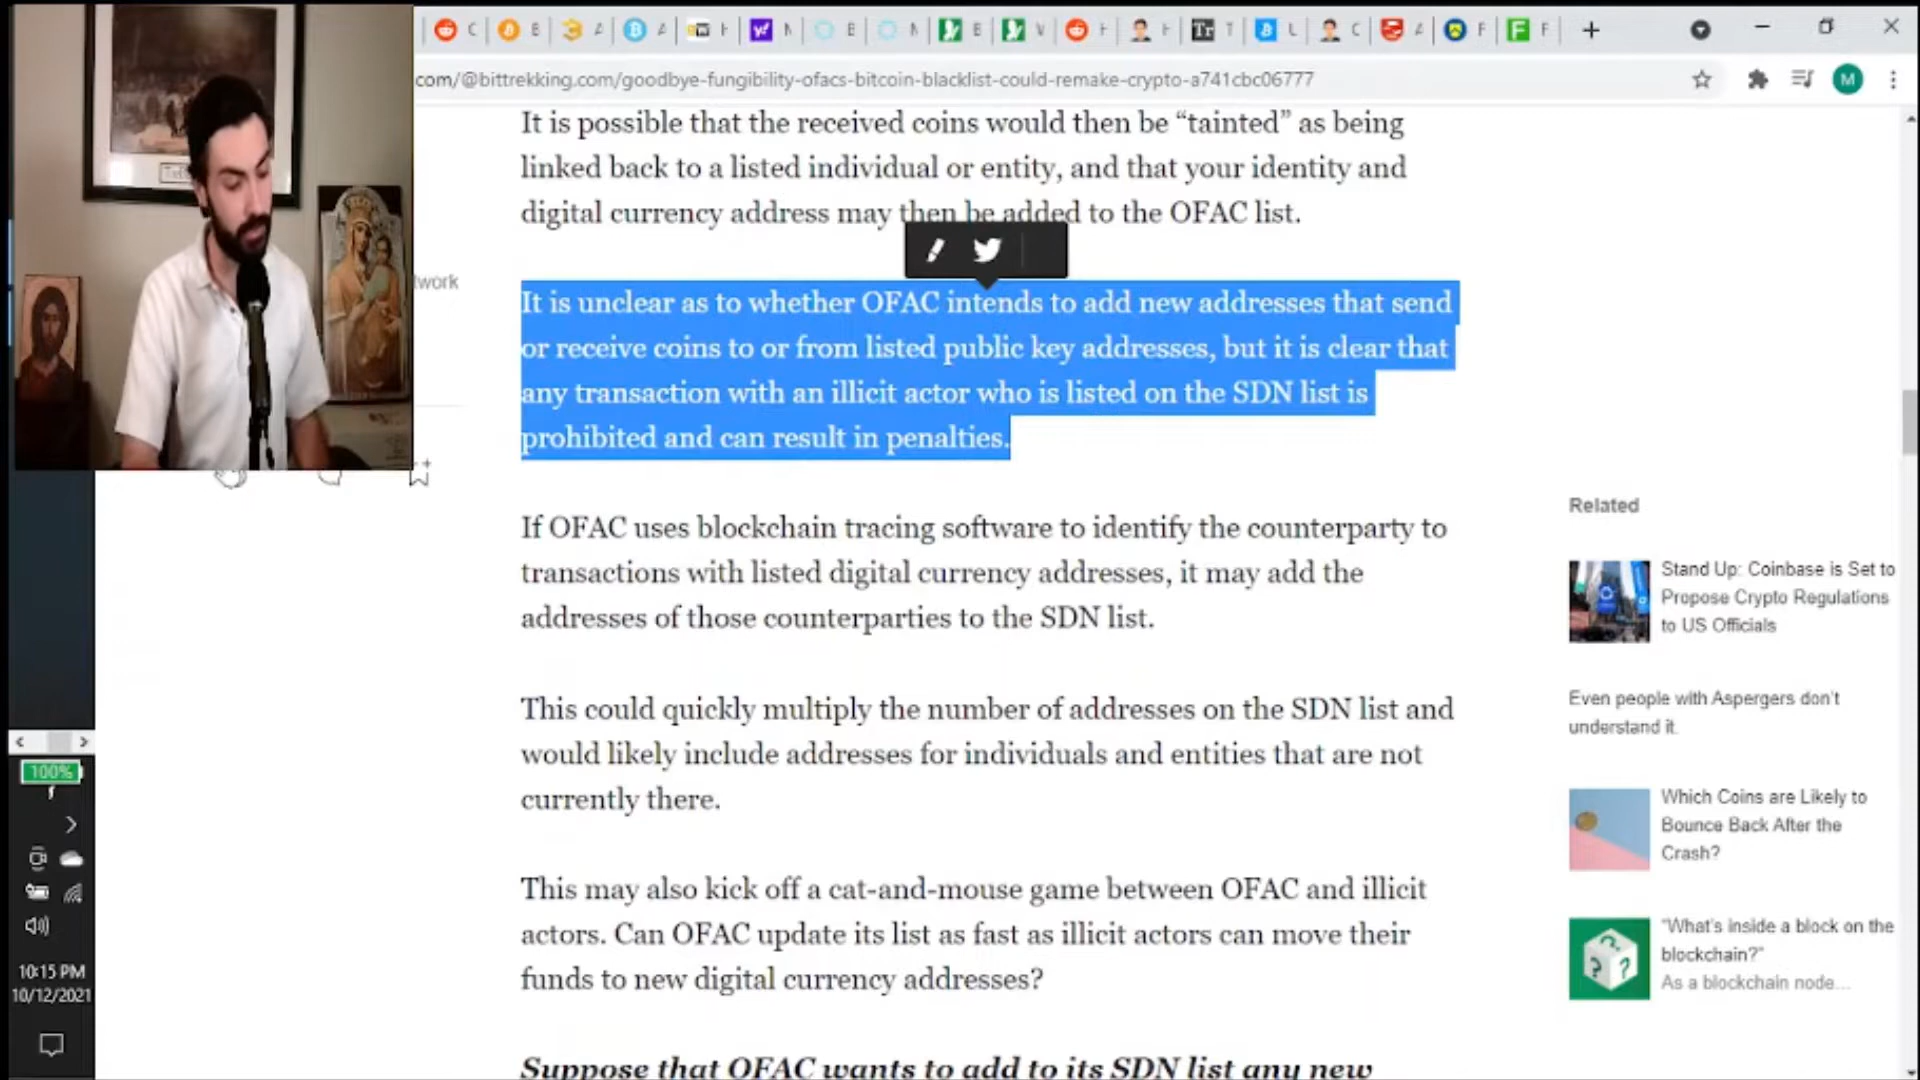 com/@bittrekking.com/goodbye-fungibility-ofacs-bitcoin-blacklist-could-remake-crypto-a741cbc06777
M
It is possible that the received coins would then be “tainted” as being
linked back to a listed individual or entity, and that your identity and
digital currency address may then be added to the OFAC list.
twork
It is unclear as to whether OFAC intends to add new addresses that send
or receive coins to or from listed public key addresses, but it is clear that
any transaction with an illicit actor who is listed on the SDN list is
prohibited and can result in penalties.
If OFAC uses blockchain tracing software to identify the counterparty to
transactions with listed digital currency addresses, it may add the
addresses of those counterparties to the SDN list.
This could quickly multiply the number of addresses on the SDN list and
would likely include addresses for individuals and entities that are not
currently there.
This may also kick off a cat-and-mouse game between OFAC and illicit
actors. Can OFAC update its list as fast as illicit actors can move their
funds to new digital currency addresses?
Suppose that OFAC wants to add to its SDN list any new
Related
Stand Up: Coinbase is Set to
Propose Crypto Regulations
to US Officials
Even people with Aspergers don't
understand it.
Which Coins are Likely to
Bounce Back After the
Crash?
"What's inside a block on the
blockchain?"
As a blockchain node...
100%
10:15 PM
10/12/2021